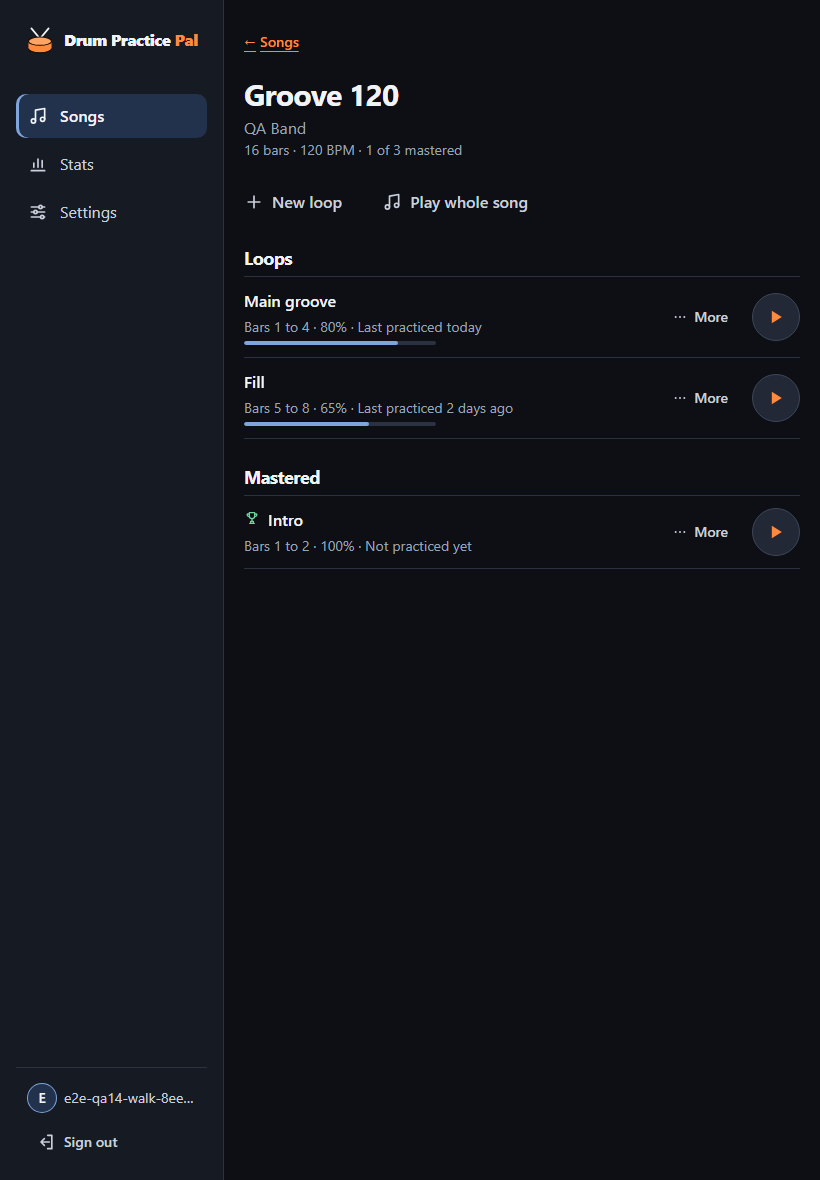 Drum Practice Pal
Songs
Stats
Settings
← Songs
Groove 120
QA Band
16 bars · 120 BPM · 1 of 3 mastered
New loop
Play whole song
Loops
Main groove
Bars 1 to 4 · 80% · Last practiced today
··· More
Fill
Bars 5 to 8 · 65% · Last practiced 2 days ago
··· More
Mastered
Intro
Bars 1 to 2 · 100% · Not practiced yet
··· More
E
e2e-qa14-walk-8ee...
Sign out